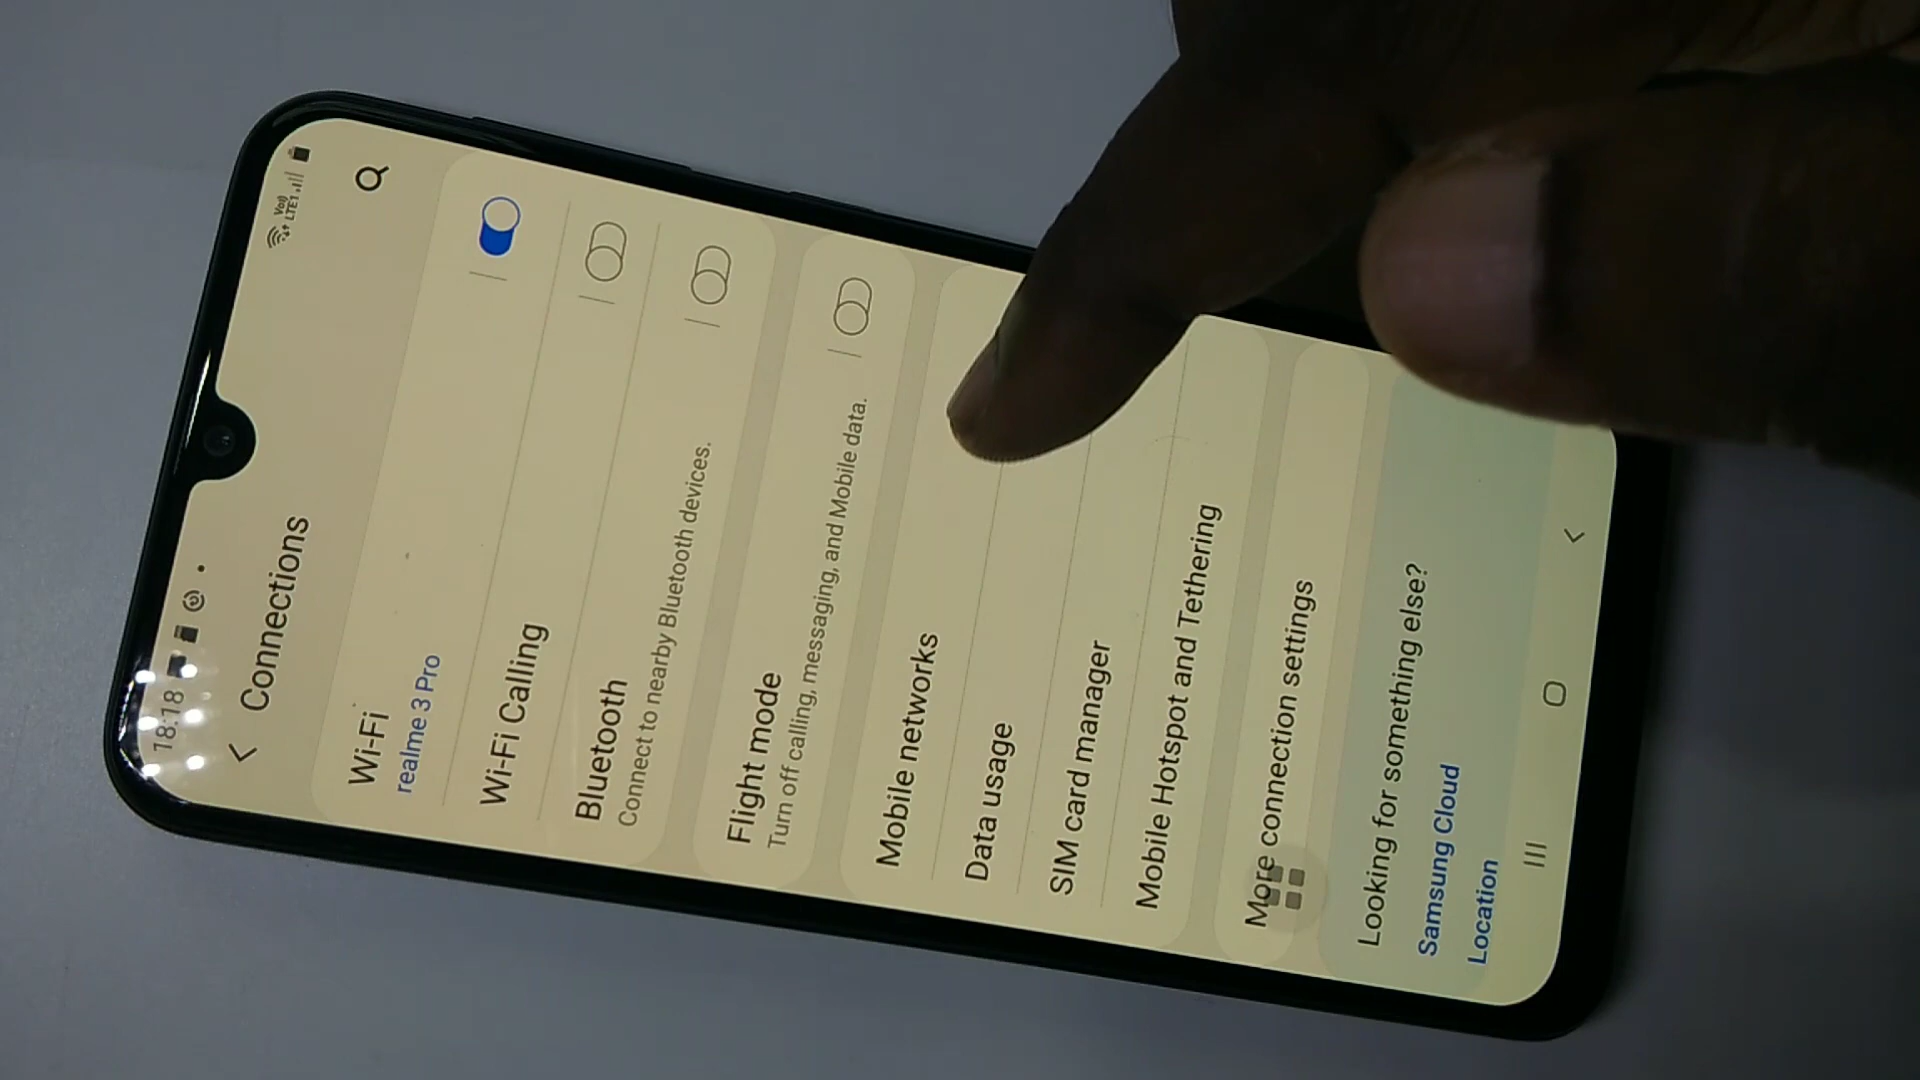 18:18
Vo))
LTE1
Connections
Wi-Fi
realme 3 Pro
Wi-Fi Calling
Bluetooth
Connect to nearby Bluetooth devices.
Flight mode
Turn off calling, messaging, and Mobile data.
Mobile networks
Data usage
SIM card manager
Mobile Hotspot and Tethering
More connection settings
Looking for something else?
Samsung Cloud
Location